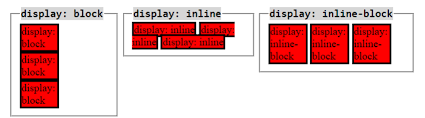 display: block
display: inline
display: inline-block
display:
block
display:
block
display:
block
display: inline display:
inline display: inline
display: display: display:
inline- inline- inline-
block block block